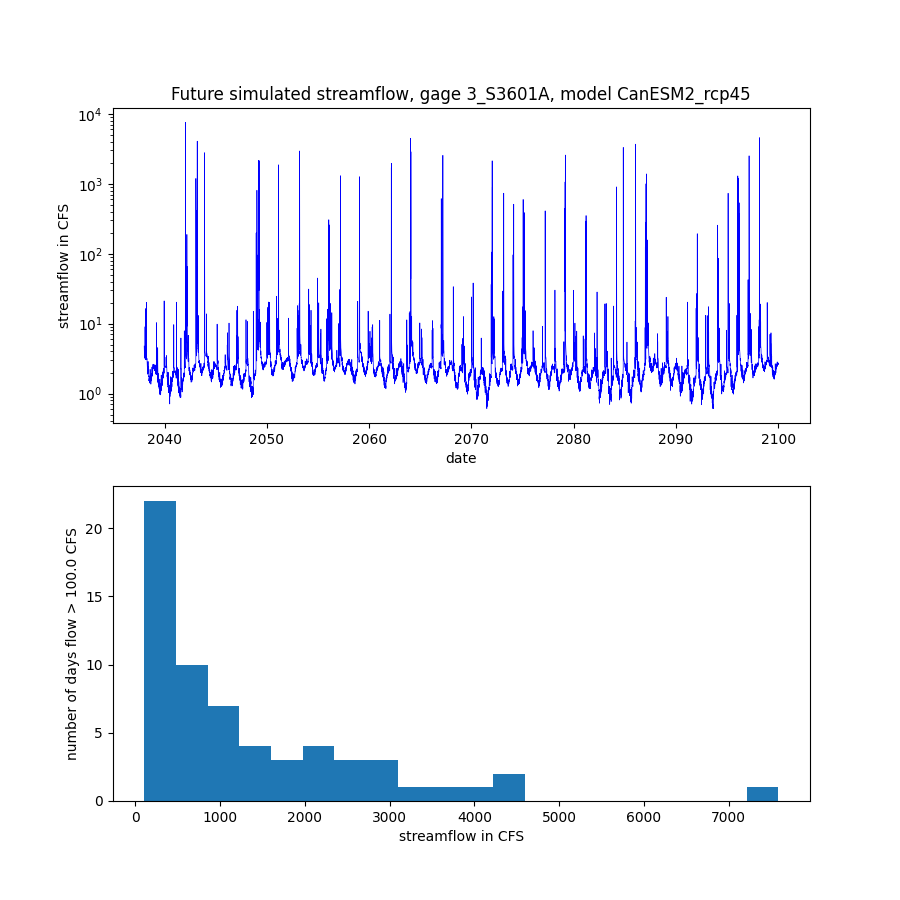 Future simulated streamflow, gage 3_S3601A, model CanESM2_rcp45
streamflow in CFS
10⁴
10³
10²
10¹
10⁰
2040 2050 2060 2070 2080 2090 2100
date
number of days flow > 100.0 CFS
20
15
10
5
0
0 1000 2000 3000 4000 5000 6000 7000
streamflow in CFS